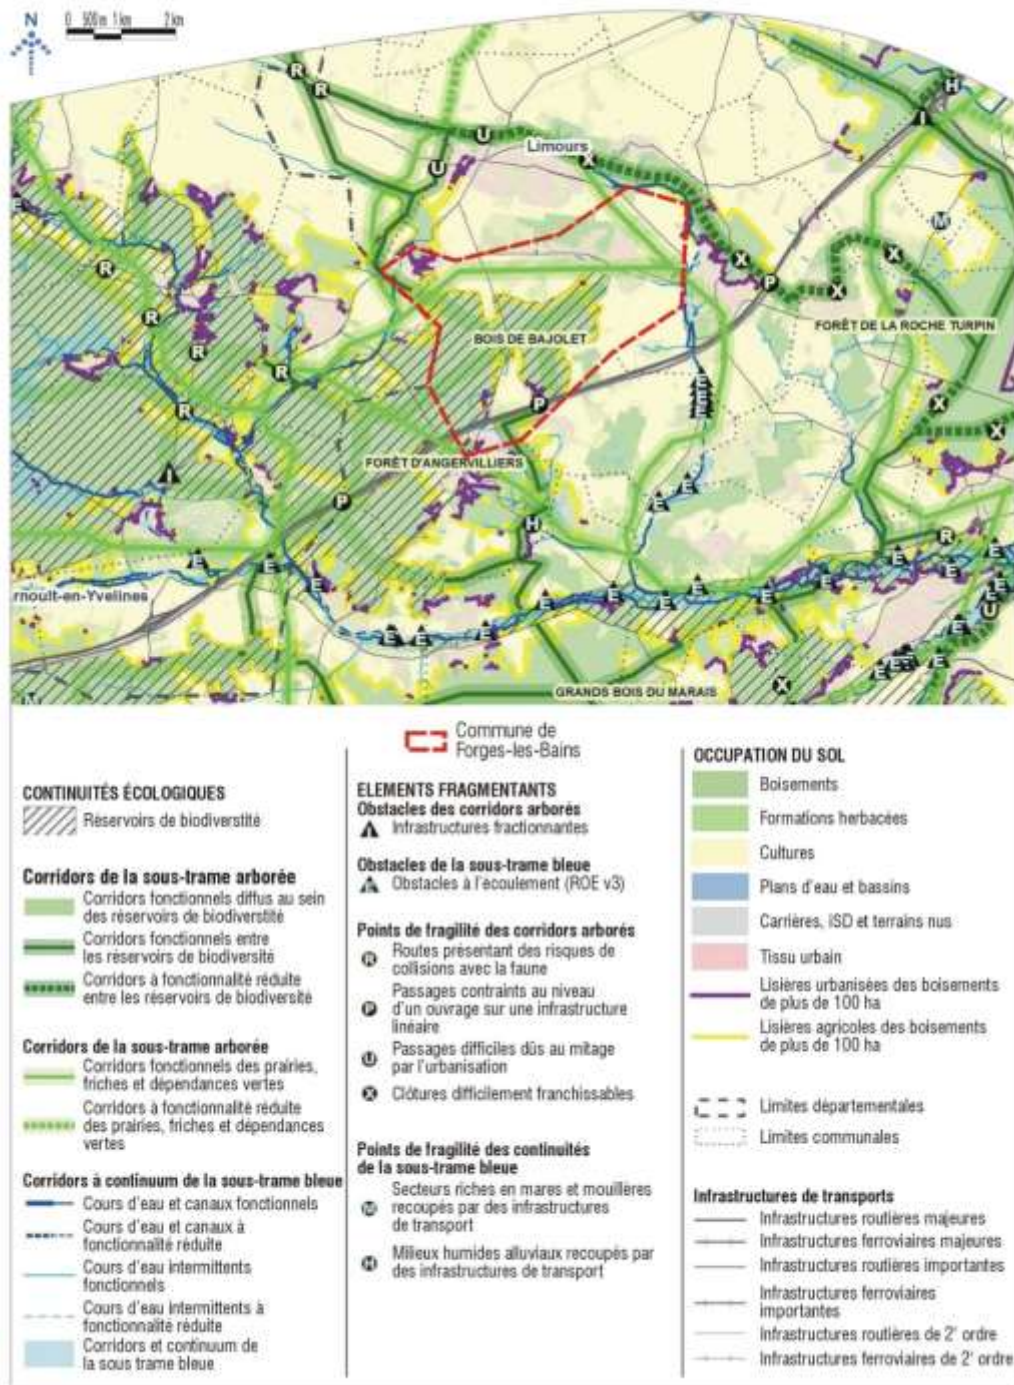 N
0 500 m 1 km 2 km
R
R
H
I
U
Limours
X
U
E
M
R
X
X
P
X
R
FORÊT DE LA ROCHE TURPIN
BOIS DE BAJOLET
R
R
E
E
E
P
X
R
X
FORÊT D'ANGERVILLIERS
I
E
P
E
H
R
E
E
E
E
E
E
E
rnoult-en-Yvelines
E
E
E
E
E
E
U
E
E
E
E
E
E
X
GRANDS BOIS DU MARAIS
Commune de
Forges-les-Bains
CONTINUITÉS ÉCOLOGIQUES
Réservoirs de biodiverstité
Corridors de la sous-trame arborée
Corridors fonctionnels diffus au sein
des réservoirs de biodiverstité
Corridors fonctionnels entre
les réservoirs de biodiversité
Corridors à fonctionnalité réduite
entre les réservoirs de biodiversité
Corridors de la sous-trame arborée
Corridors fonctionnels des prairies,
friches et dépendances vertes
Corridors à fonctionnalité réduite
des prairies, friches et dépendances
vertes
Corridors à continuum de la sous-trame bleue
Cours d'eau et canaux fonctionnels
Cours d'eau et canaux à
fonctionnalité réduite
Cours d'eau intermittents
fonctionnels
Cours d'eau intermittents à
fonctionnalité réduite
Corridors et continuum de
la sous trame bleue
ELEMENTS FRAGMENTANTS
Obstacles des corridors arborés
Infrastructures fractionnantes
Obstacles de la sous-trame bleue
Obstacles à l'ecoulement (ROE v3)
Points de fragilité des corridors arborés
R Routes présentant des risques de
collisions avec la faune
Passages contraints au niveau
P d'un ouvrage sur une infrastructure
linéaire
U Passages difficiles dûs au mitage
par l'urbanisation
X Clôtures difficilement franchissables
Points de fragilité des continuités
de la sous-trame bleue
Secteurs riches en mares et mouillères
M recoupés par des infrastructures
de transport
H Milieux humides alluviaux recoupés par
des infrastructures de transport
OCCUPATION DU SOL
Boisements
Formations herbacées
Cultures
Plans d'eau et bassins
Carrières, ISD et terrains nus
Tissu urbain
Lisières urbanisées des boisements
de plus de 100 ha
Lisières agricoles des boisements
de plus de 100 ha
Limites départementales
Limites communales
Infrastructures de transports
Infrastructures routières majeures
Infrastructures ferroviaires majeures
Infrastructures routières importantes
Infrastructures ferroviaires
importantes
Infrastructures routières de 2° ordre
Infrastructures ferroviaires de 2° ordre